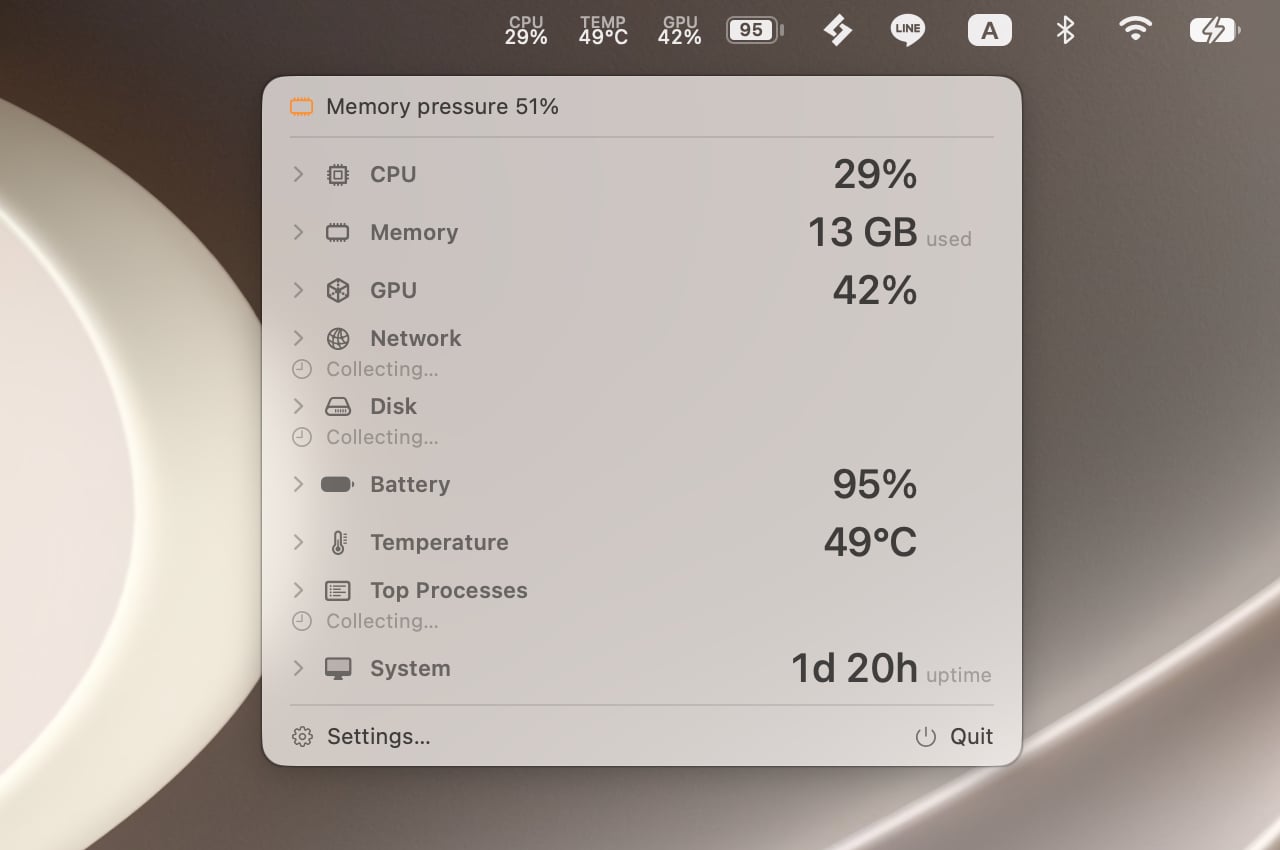 CPU TEMP GPU
29% 49°C 42% 95 LINE A
Memory pressure 51%
CPU 29%
Memory 13 GB used
GPU 42%
Network
Collecting...
Disk
Collecting...
Battery 95%
Temperature 49°C
Top Processes
Collecting...
System 1d 20h uptime
Settings... Quit